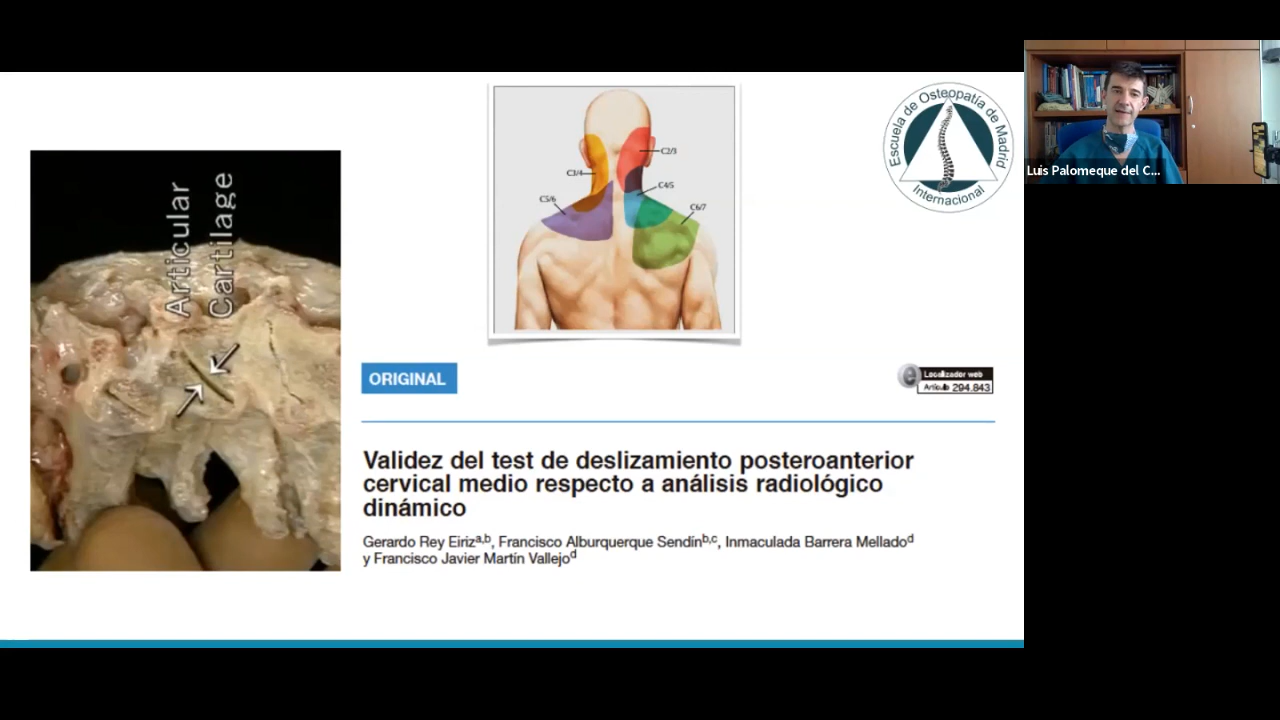 Articular
Cartilage
C2/3
C3/4
C4/5
C5/6
C6/7
Escuela de Osteopatía de Madrid
Internacional
Luis Palomeque del C...
ORIGINAL
Localizador web
Artículo 294.843
Validez del test de deslizamiento posteroanterior
cervical medio respecto a análisis radiológico
dinámico
Gerardo Rey Eiriz a,b, Francisco Alburquerque Sendín b,c, Inmaculada Barrera Mellado d
y Francisco Javier Martín Vallejo d